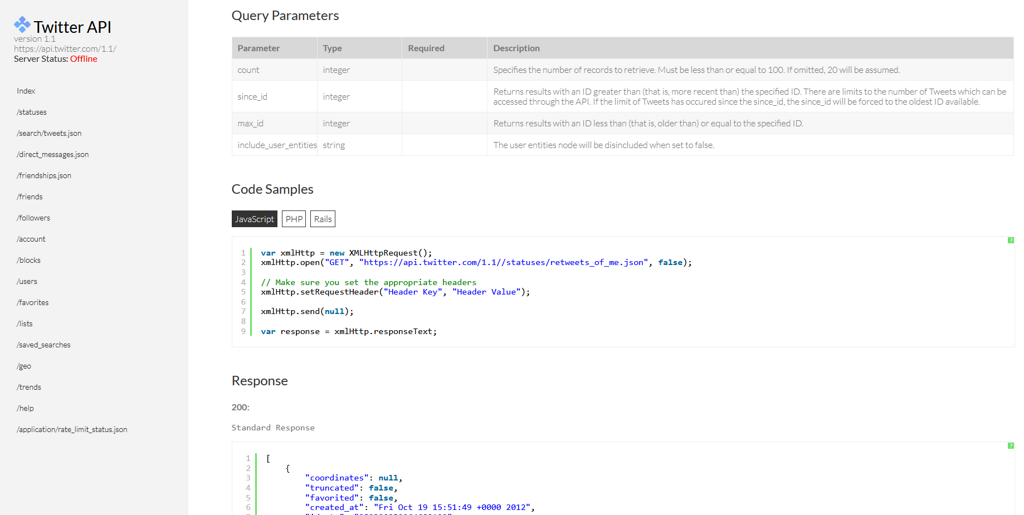 Twitter API
version 1.1
https://api.twitter.com/1.1/
Server Status: Offline
Index
/statuses
/search/tweets.json
/direct_messages.json
/friendships.json
/friends
/followers
/account
/blocks
/users
/favorites
/lists
/saved_searches
/geo
/trends
/help
/application/rate_limit_status.json
Query Parameters
Parameter Type Required Description
count integer Specifies the number of records to retrieve. Must be less than or equal to 100. If omitted, 20 will be assumed.
since_id integer Returns results with an ID greater than (that is, more recent than) the specified ID. There are limits to the number of Tweets which can be
accessed through the API. If the limit of Tweets has occured since the since_id, the since_id will be forced to the oldest ID available.
max_id integer Returns results with an ID less than (that is, older than) or equal to the specified ID.
include_user_entities string The user entities node will be disincluded when set to false.
Code Samples
JavaScript PHP Rails
?
1 var xmlHttp = new XMLHttpRequest();
2 xmlHttp.open("GET", "https://api.twitter.com/1.1//statuses/retweets_of_me.json", false);
3
4 // Make sure you set the appropriate headers
5 xmlHttp.setRequestHeader("Header Key", "Header Value");
6
7 xmlHttp.send(null);
8
9 var response = xmlHttp.responseText;
Response
200:
Standard Response
?
1 [
2 {
3 "coordinates": null,
4 "truncated": false,
5 "favorited": false,
6 "created_at": "Fri Oct 19 15:51:49 +0000 2012",